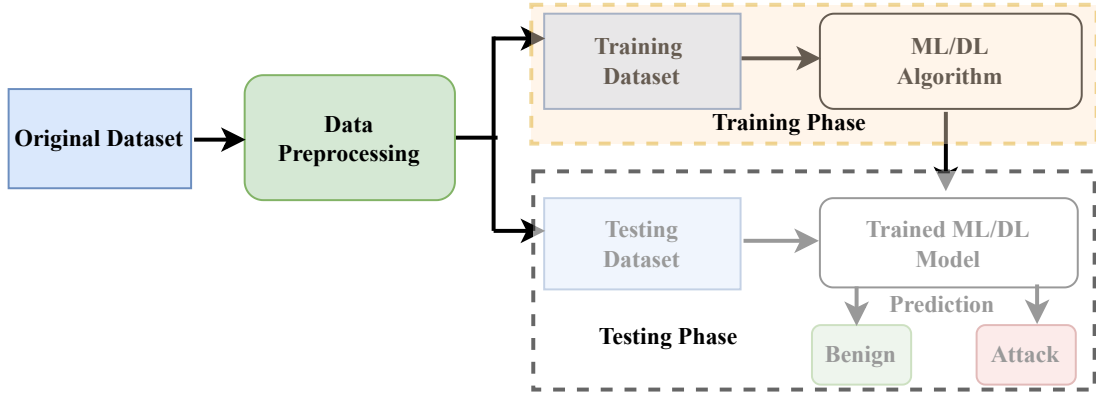 Original Dataset
Data
Preprocessing
Training
Dataset
ML/DL
Algorithm
Training Phase
Testing
Dataset
Trained ML/DL
Model
Prediction
Testing Phase
Benign
Attack